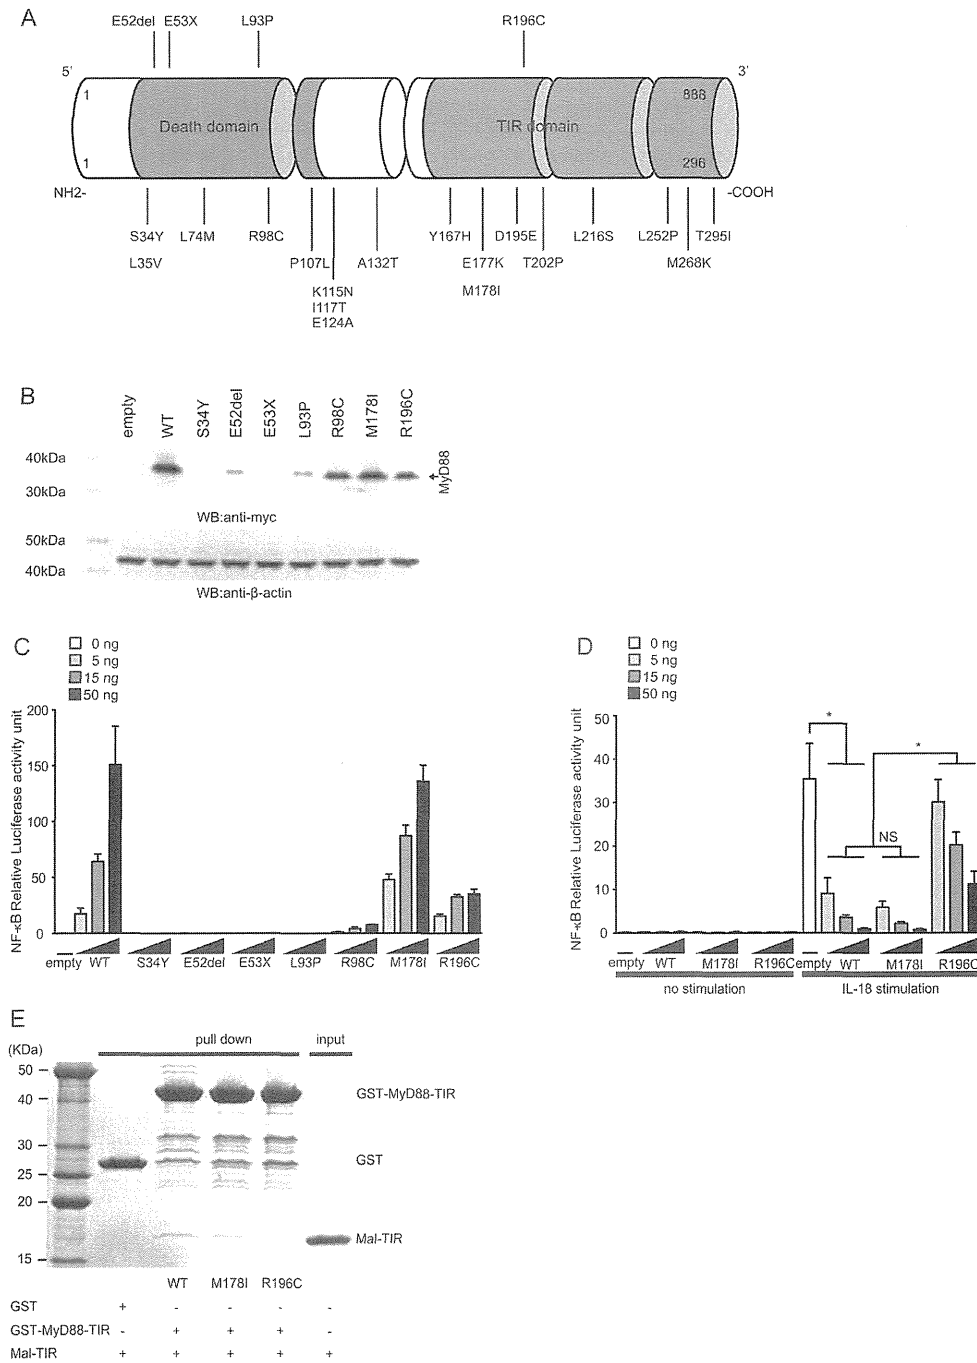 A
E52del E53X L93P R196C
5' 3'
1 888
Death domain TIR domain
1 296
NH2- -COOH
S34Y L74M R98C Y167H D195E L216S L252P T295I
L35V P107L A132T E177K T202P M268K
K115N M178I
I117T
E124A
B
empty WT S34Y E52del E53X L93P R98C M178I R196C
40kDa
MyD88
30kDa
WB:anti-myc
50kDa
40kDa
WB:anti-β-actin
C
0 ng
5 ng
15 ng
50 ng
NF-κB Relative Luciferase activity unit
200
150
100
50
0
empty WT S34Y E52del E53X L93P R98C M178I R196C
D
0 ng
5 ng
15 ng
50 ng
NF-κB Relative Luciferase activity unit
50
40
30
20
10
0
*
*
NS
empty WT M178I R196C empty WT M178I R196C
no stimulation IL-18 stimulation
E
(KDa) pull down input
50
40 GST-MyD88-TIR
30
GST
25
20
Mal-TIR
15
WT M178I R196C
GST + - - - -
GST-MyD88-TIR - + + + -
Mal-TIR + + + + +